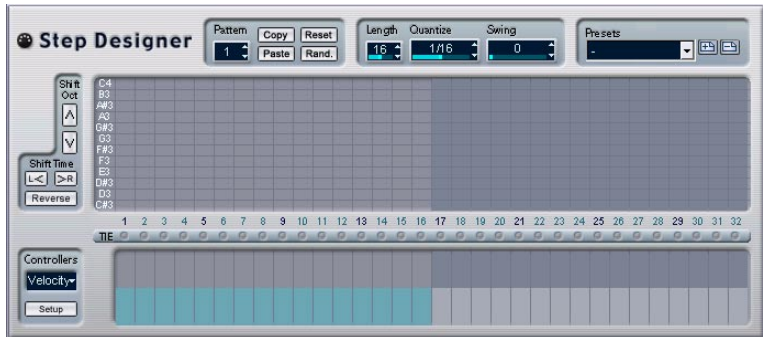 Step Designer
Pattern
1
Copy
Reset
Paste
Rand.
Length
16
Quantize
1/16
Swing
0
Presets
-
Shift
Oct
Shift Time
L<
>R
Reverse
C4
B3
A#3
A3
G#3
G3
F#3
F3
E3
D#3
D3
C#3
1 2 3 4 5 6 7 8 9 10 11 12 13 14 15 16 17 18 19 20 21 22 23 24 25 26 27 28 29 30 31 32
TIE
Controllers
Velocity
Setup